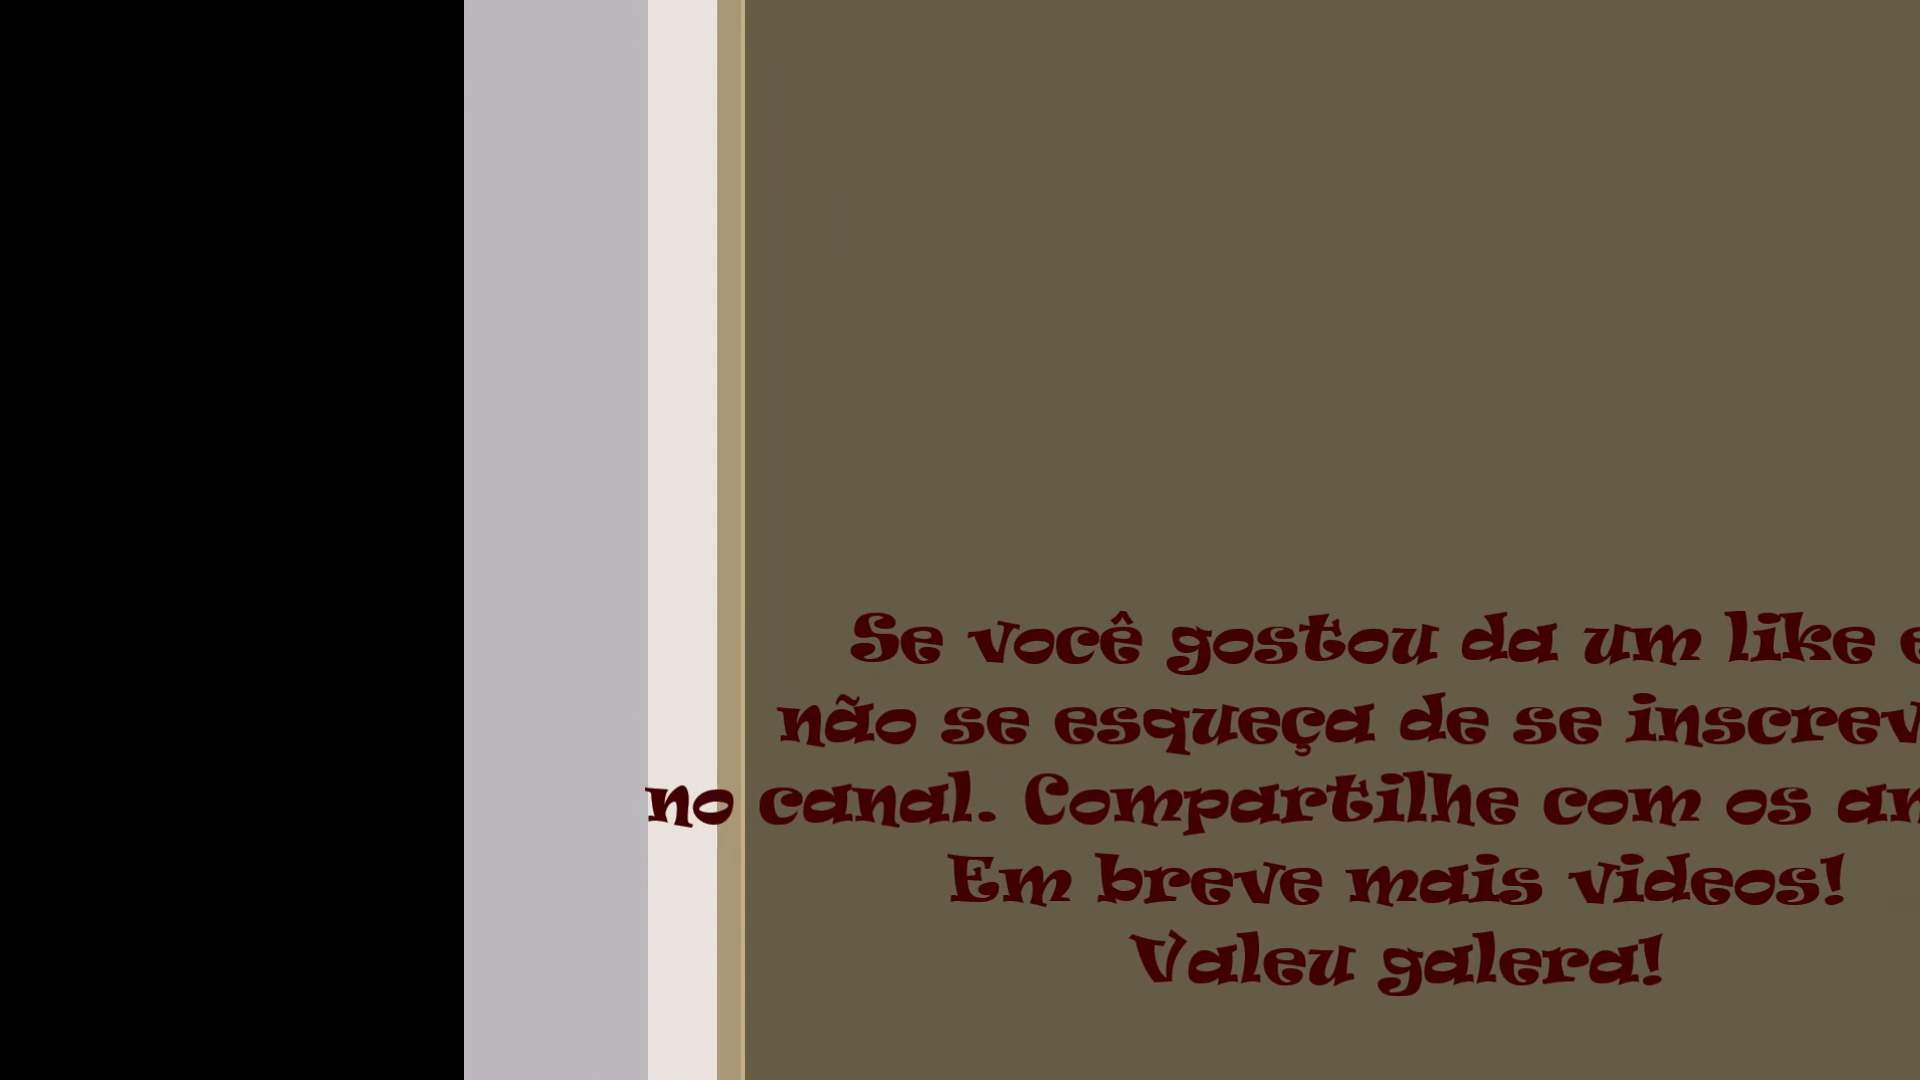 Se você gostou da um like e
não se esqueça de se inscrev
no canal. Compartilhe com os
Em breve mais videos!
Valeu galera!